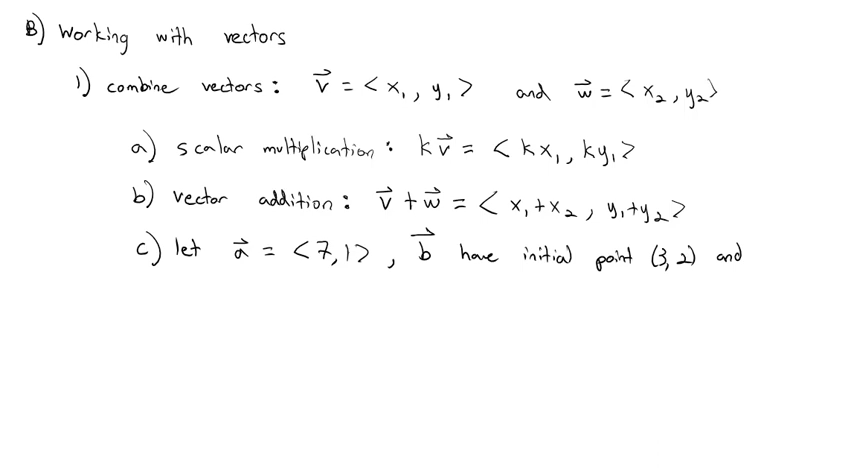 B) Working with vectors
1) combine vectors: v⃗ = < x₁, y₁ > and w⃗ = < x₂, y₂ >
a) scalar multiplication: kv⃗ = < kx₁, ky₁ >
b) vector addition: v⃗ + w⃗ = < x₁+x₂, y₁+y₂ >
c) let a⃗ = <7,1>, b⃗ have initial point (3,2) and